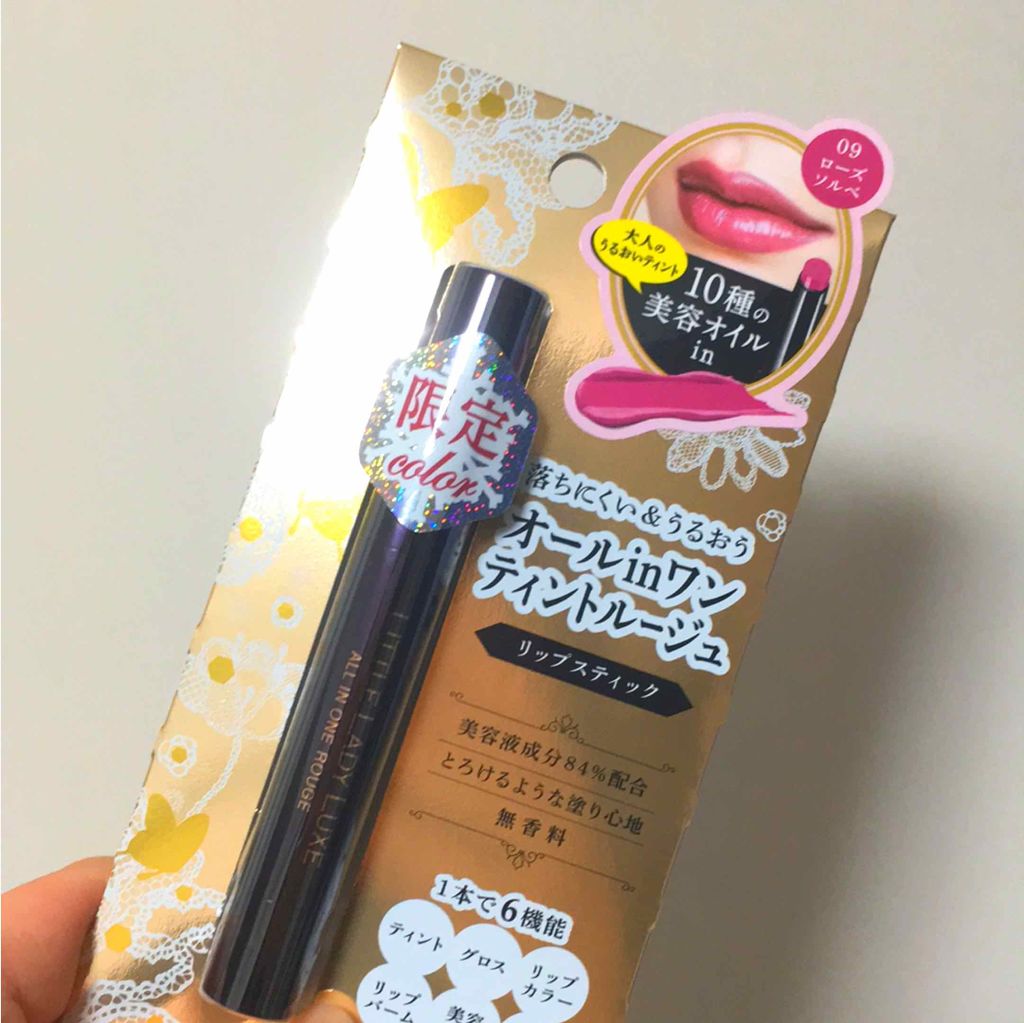 09
ローズ
ソルベ
大人の
うるおいティント
10種の
美容オイル
in
限定
color
落ちにくい&うるおう
オールinワン
ティントルージュ
リップスティック
美容液成分84%配合
とろけるような塗り心地
無香料
LUXE
ALL IN ONE ROUGE
1本で6機能
ティント
グロス
リップ
カラー
リップ
バーム
美容